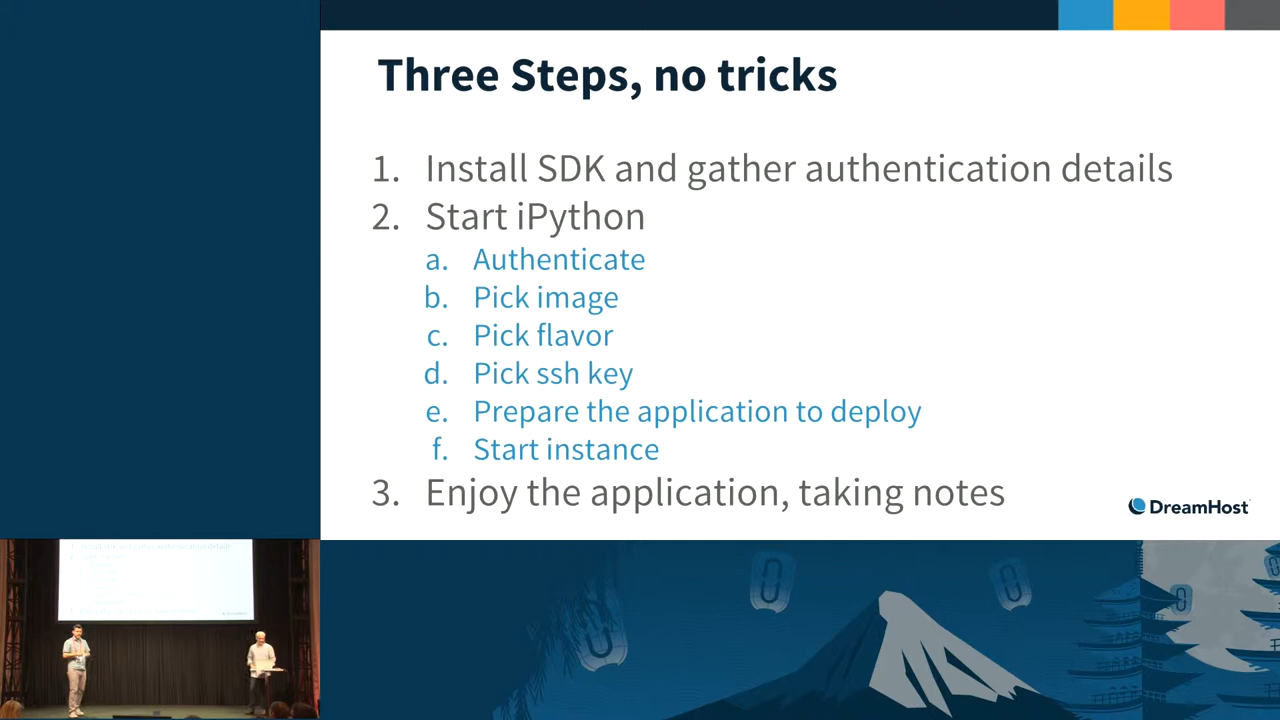 Three Steps, no tricks
1. Install SDK and gather authentication details
2. Start iPython
a. Authenticate
b. Pick image
c. Pick flavor
d. Pick ssh key
e. Prepare the application to deploy
f. Start instance
3. Enjoy the application, taking notes
DreamHost